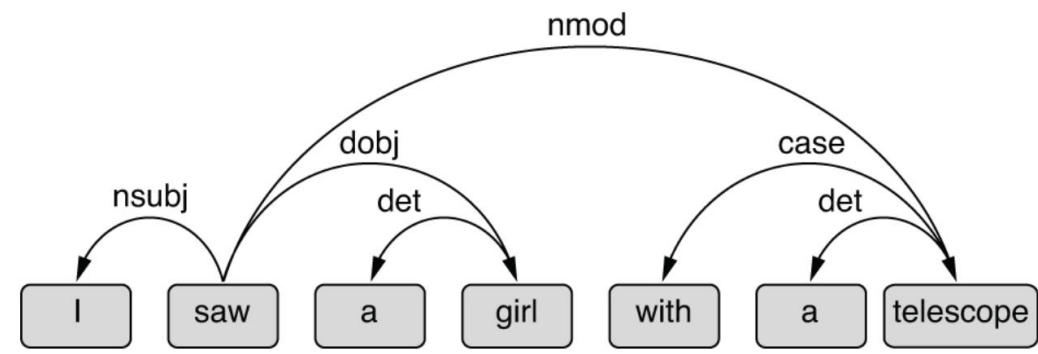 nmod
dobj case
nsubj det det
I saw a girl with a telescope